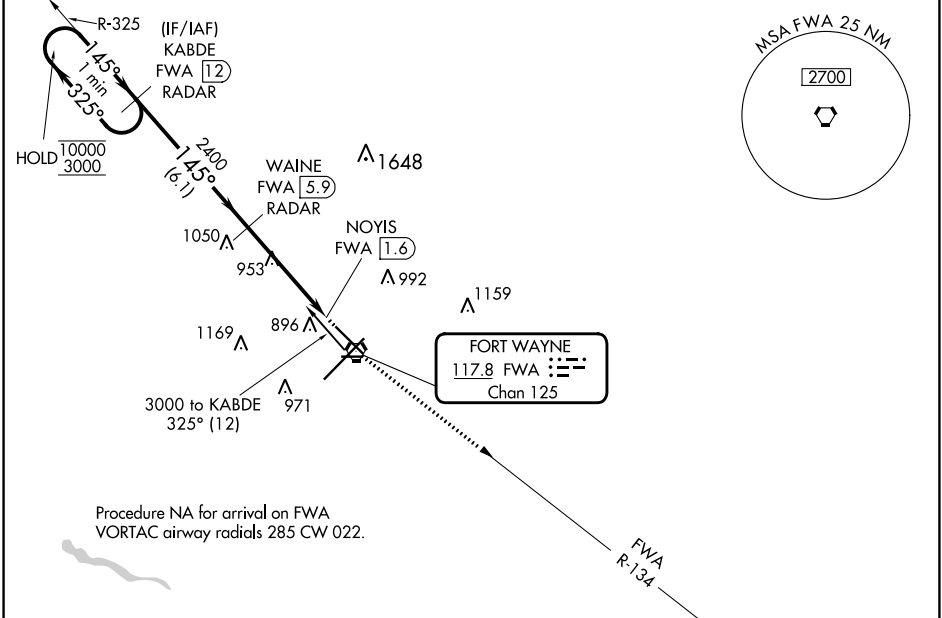 R-325
(IF/IAF)
KABDE
FWA 12
RADAR
145°
1 min
325°
HOLD 10000
3000
MSA FWA 25 NM
2700
2400
145°
(6.1)
WAINE
FWA 5.9
RADAR
1648
1050
953
NOYIS
FWA 1.6
992
1159
1169
896
FORT WAYNE
117.8 FWA
Chan 125
971
3000 to KABDE
325° (12)
Procedure NA for arrival on FWA
VORTAC airway radials 285 CW 022.
FWA
R-134